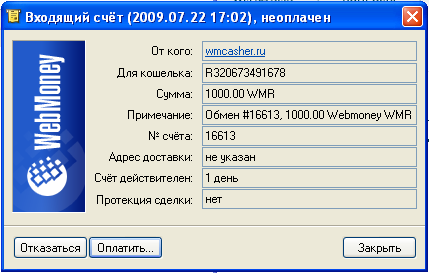 Входящий счёт (2009.07.22 17:02), неоплачен
WebMoney
От кого: wmcasher.ru
Для кошелька: R320673491678
Сумма: 1000.00 WMR
Примечание: Обмен #16613, 1000.00 Webmoney WMR
№ счёта: 16613
Адрес доставки: не указан
Счёт действителен: 1 день
Протекция сделки: нет
Отказаться Оплатить... Закрыть